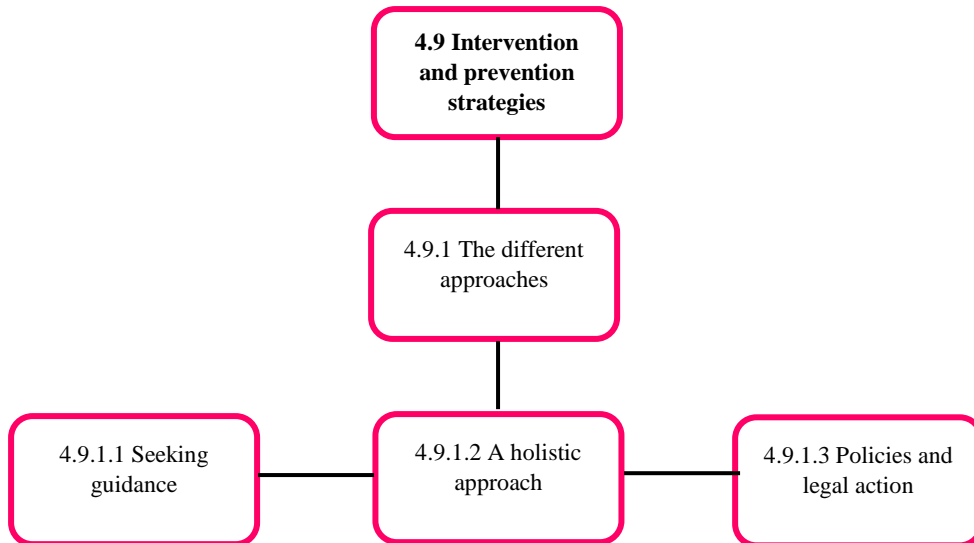 4.9 Intervention
and prevention
strategies
4.9.1 The different
approaches
4.9.1.1 Seeking
guidance
4.9.1.2 A holistic
approach
4.9.1.3 Policies and
legal action